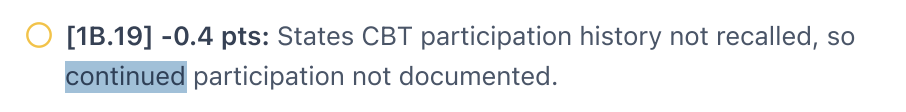 [1B.19] -0.4 pts: States CBT participation history not recalled, so
continued participation not documented.